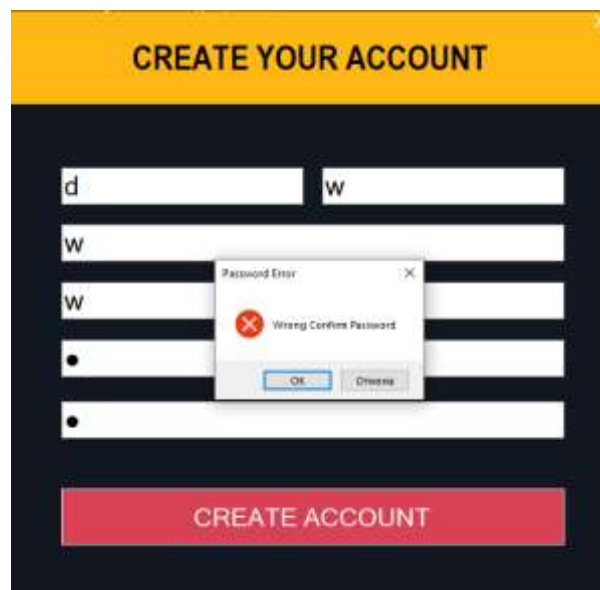 CREATE YOUR ACCOUNT
d w
w
Password Error
Wrong Confirm Password
w
OK Отмена
CREATE ACCOUNT